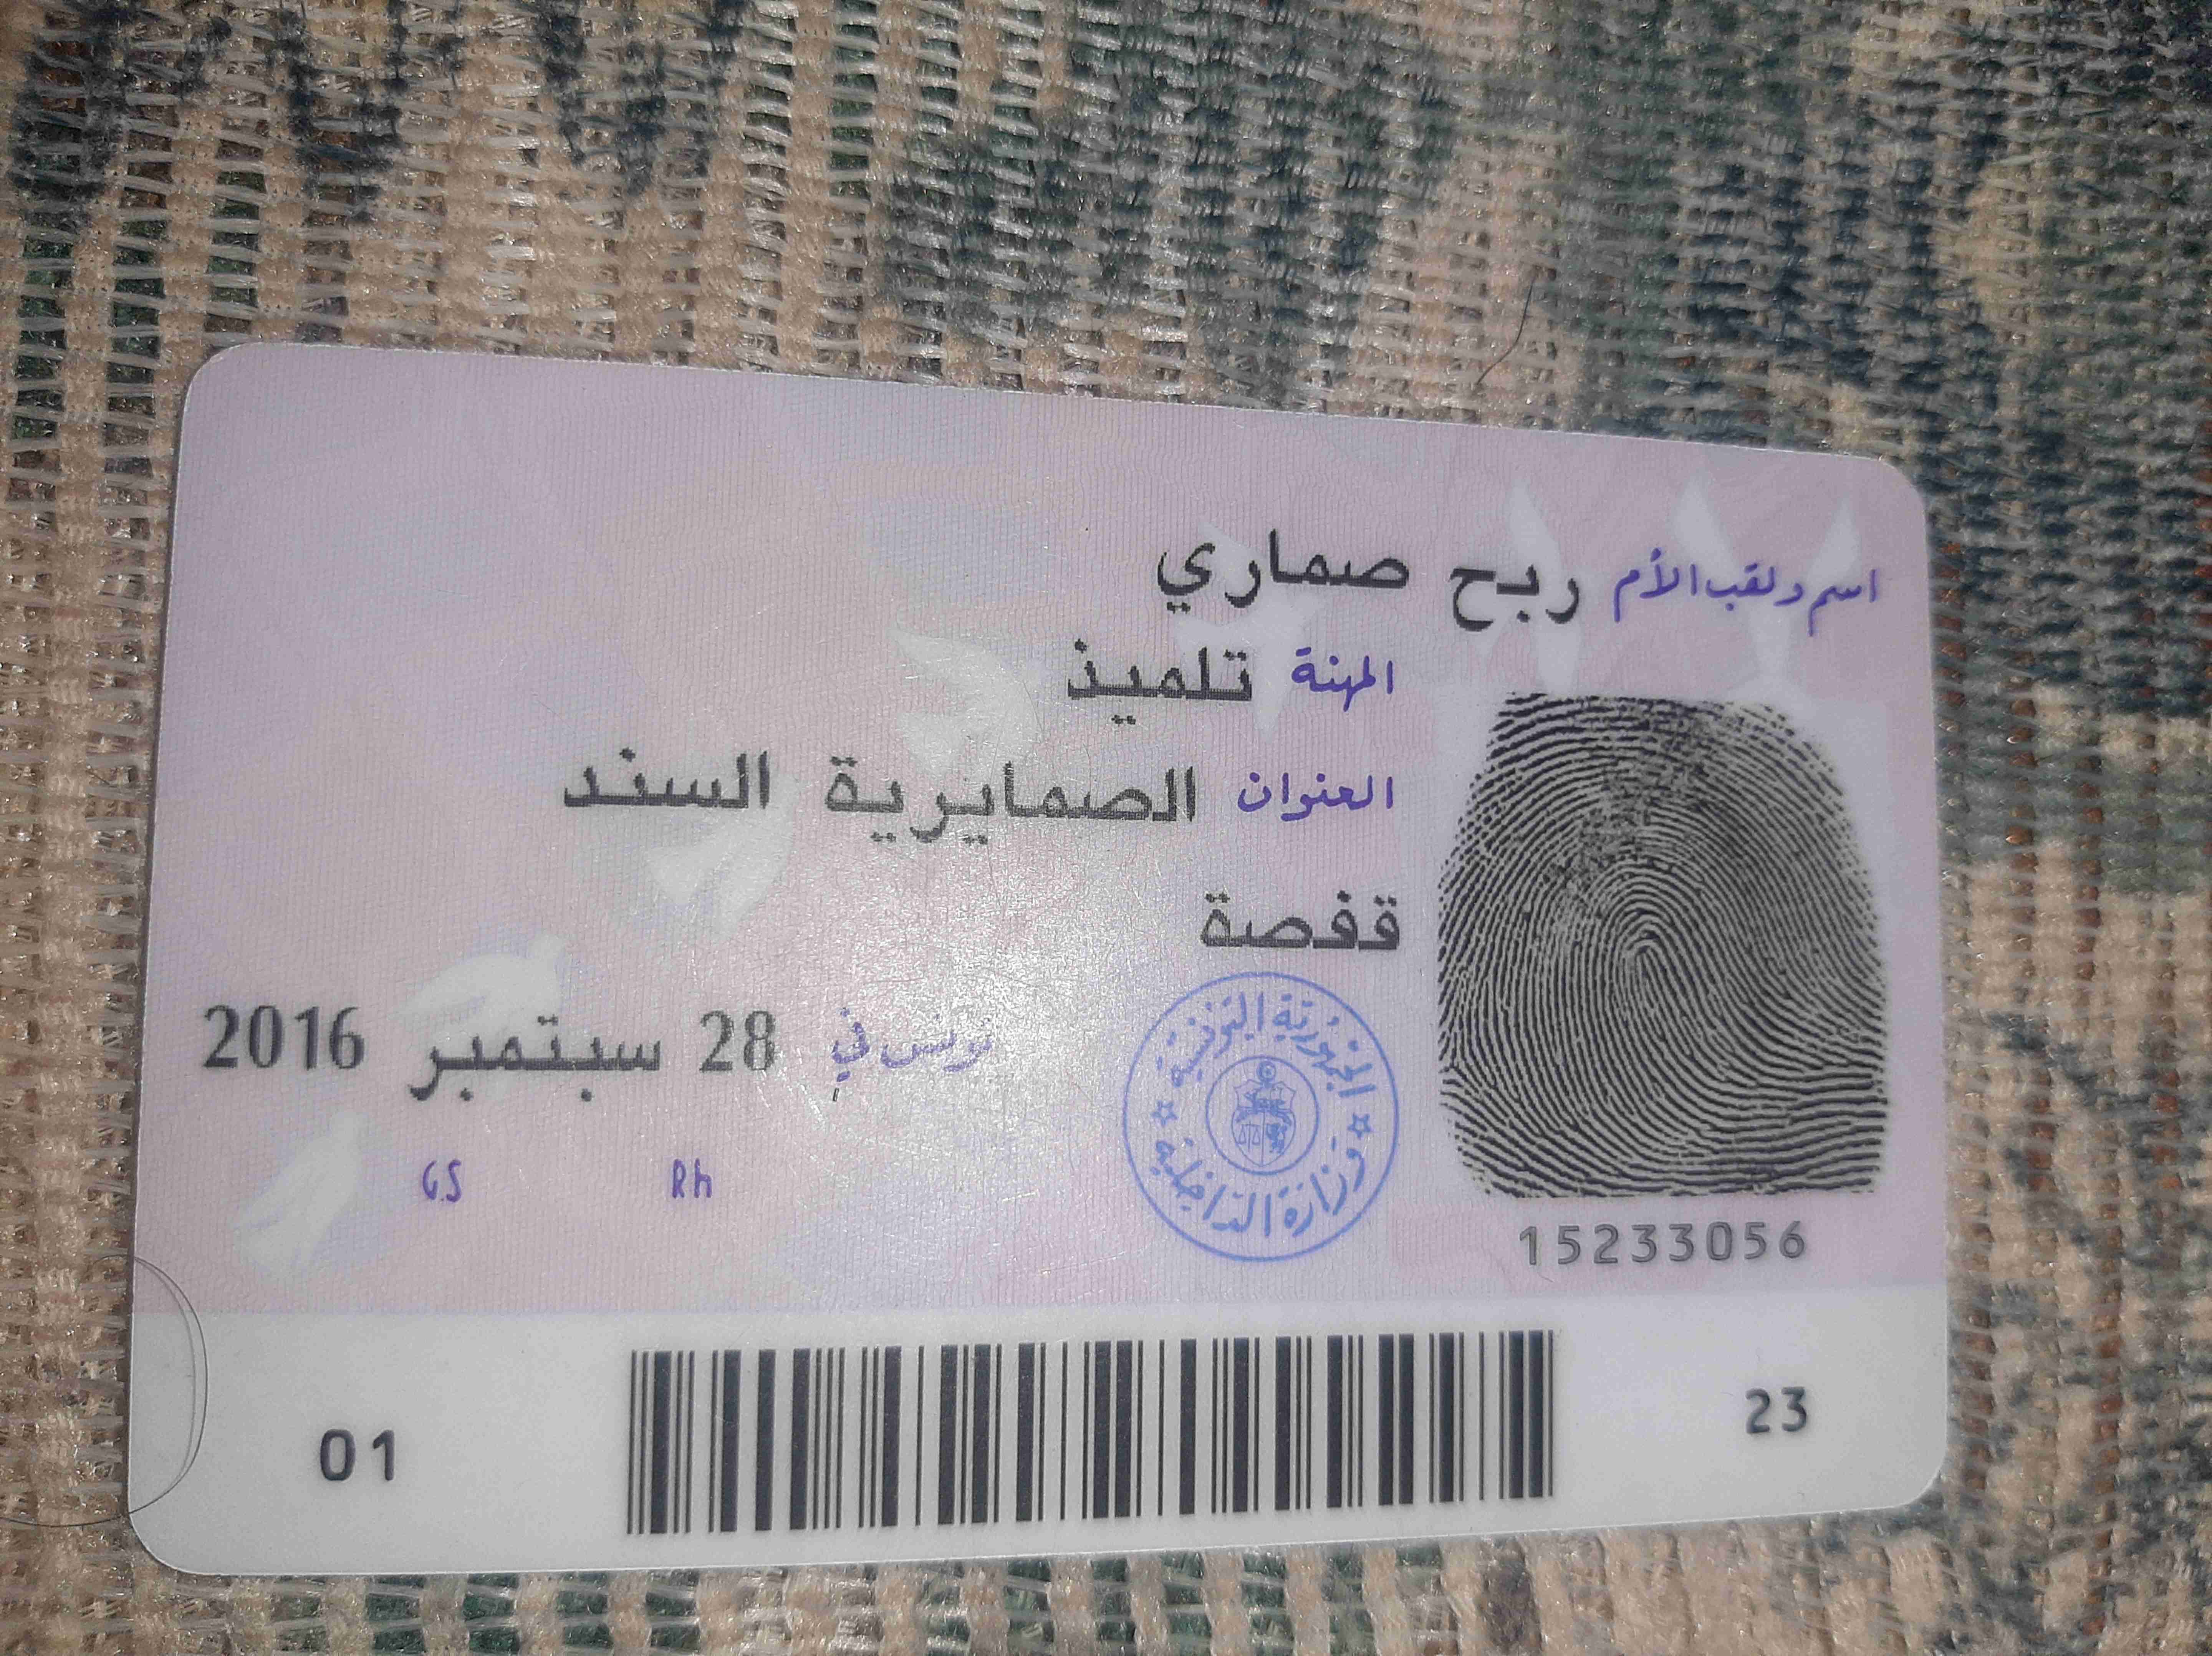 اسم ولقب الأم ربح صماري
المهنة تلميذ
العنوان الصمايرية السند
قفصة
تونس في 28 سبتمبر 2016
الجمهورية التونسية
وزارة الداخلية
GS Rh
15233056
01 23